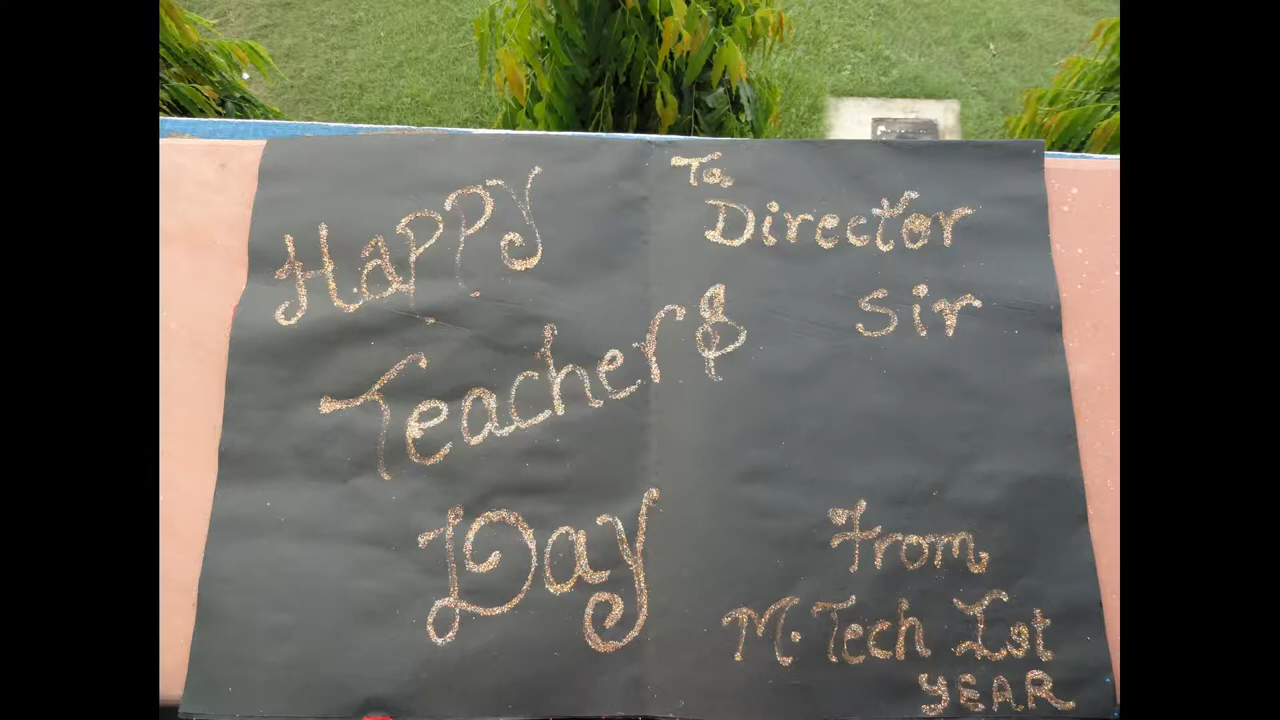 Happy
Teachers
Day
To,
Director
Sir
From
M.Tech Ist
YEAR